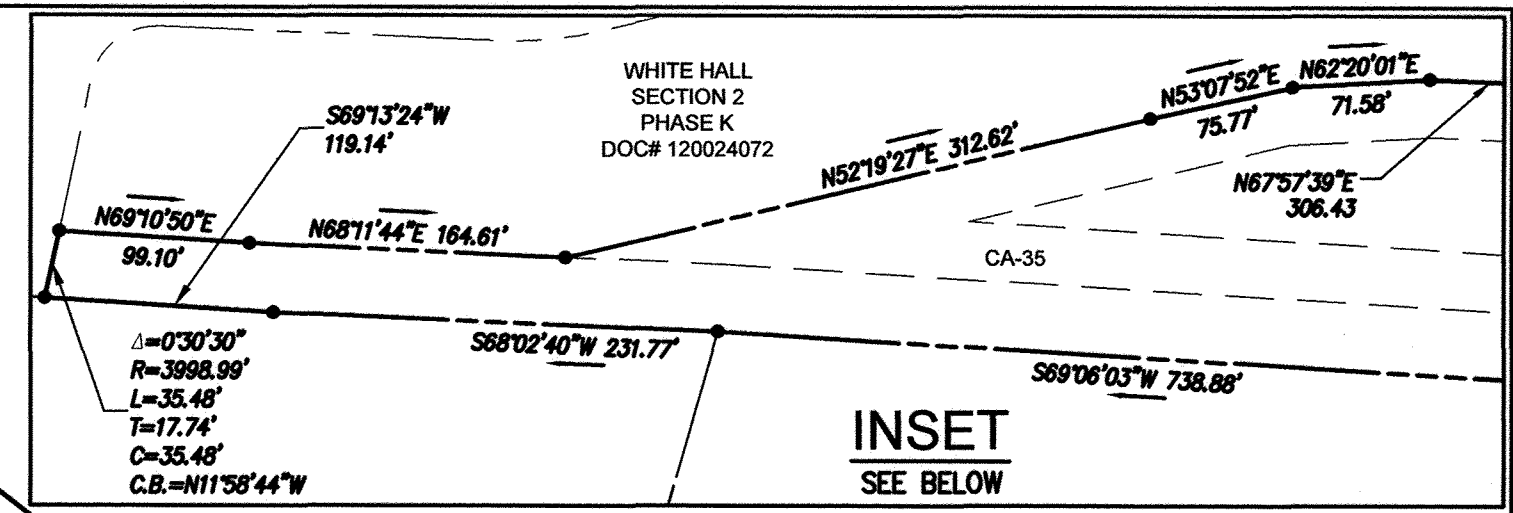 WHITE HALL
SECTION 2
PHASE K
DOC# 120024072
S69°13'24"W
119.14'
N69°10'50"E
99.10'
N68°11'44"E 164.61'
N52°19'27"E 312.62'
N53°07'52"E
75.77'
N62°20'01"E
71.58'
N67°57'39"E
306.43
CA-35
Δ=0°30'30"
R=3998.99'
L=35.48'
T=17.74'
C=35.48'
C.B.=N11°58'44"W
S68°02'40"W 231.77'
S69°06'03"W 738.88'
INSET
SEE BELOW